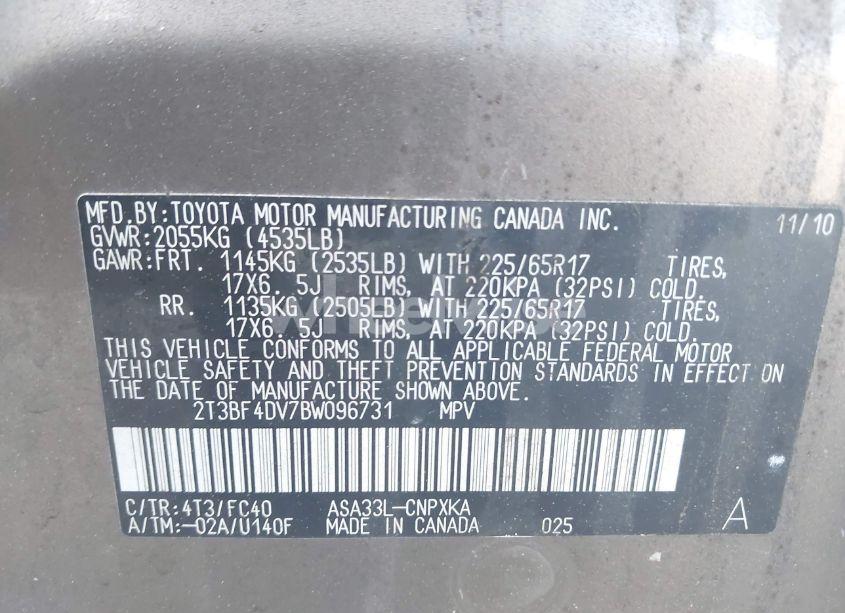 MFD.BY:TOYOTA MOTOR MANUFACTURING CANADA INC. 11/10
GVWR:2055KG (4535LB)
GAWR:FRT. 1145KG (2535LB) WITH 225/65R17 TIRES,
17X6. 5J RIMS, AT 220KPA (32PSI) COLD.
RR. 1135KG (2505LB) WITH 225/65R17 TIRES,
17X6. 5J RIMS, AT 220KPA (32PSI) COLD.
THIS VEHICLE CONFORMS TO ALL APPLICABLE FEDERAL MOTOR
VEHICLE SAFETY AND THEFT PREVENTION STANDARDS IN EFFECT ON
THE DATE OF MANUFACTURE SHOWN ABOVE.
2T3BF4DV7BW096731 MPV
C/TR:4T3/FC40 ASA33L-CNPXKA
A/TM:-02A/U140F MADE IN CANADA 025 A